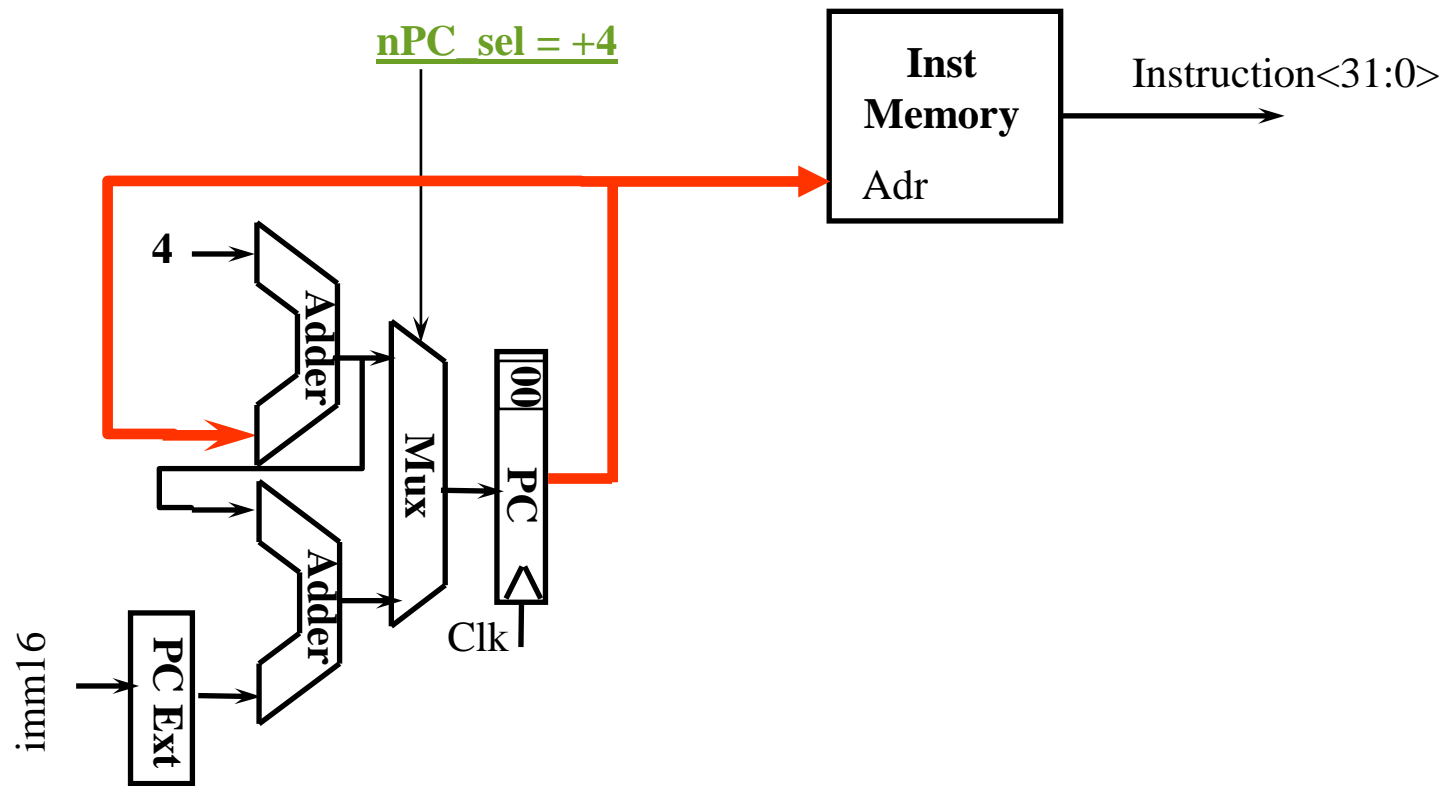 nPC_sel = +4
Inst
Memory
Adr
Instruction<31:0>
4
Adder
Mux
00
PC
Clk
Adder
imm16
PC Ext